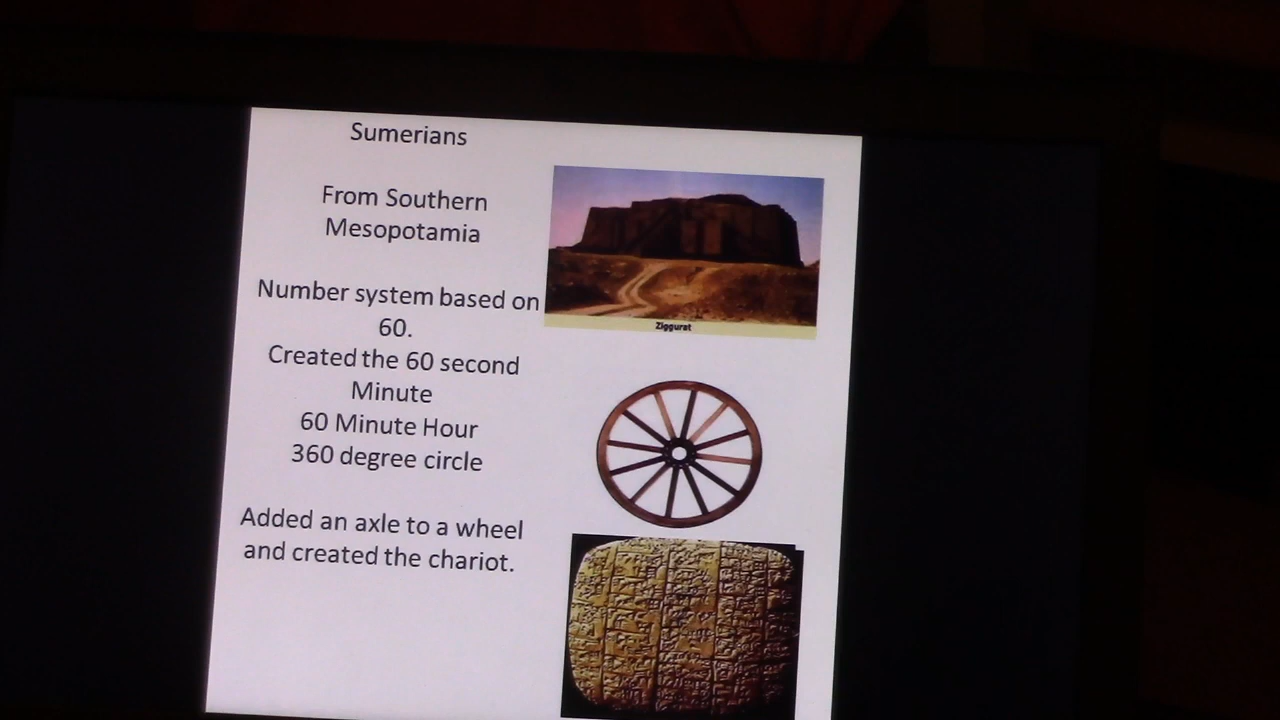 Sumerians
From Southern
Mesopotamia
Number system based on
60.
Created the 60 second
Minute
60 Minute Hour
360 degree circle
Added an axle to a wheel
and created the chariot.
Ziggurat